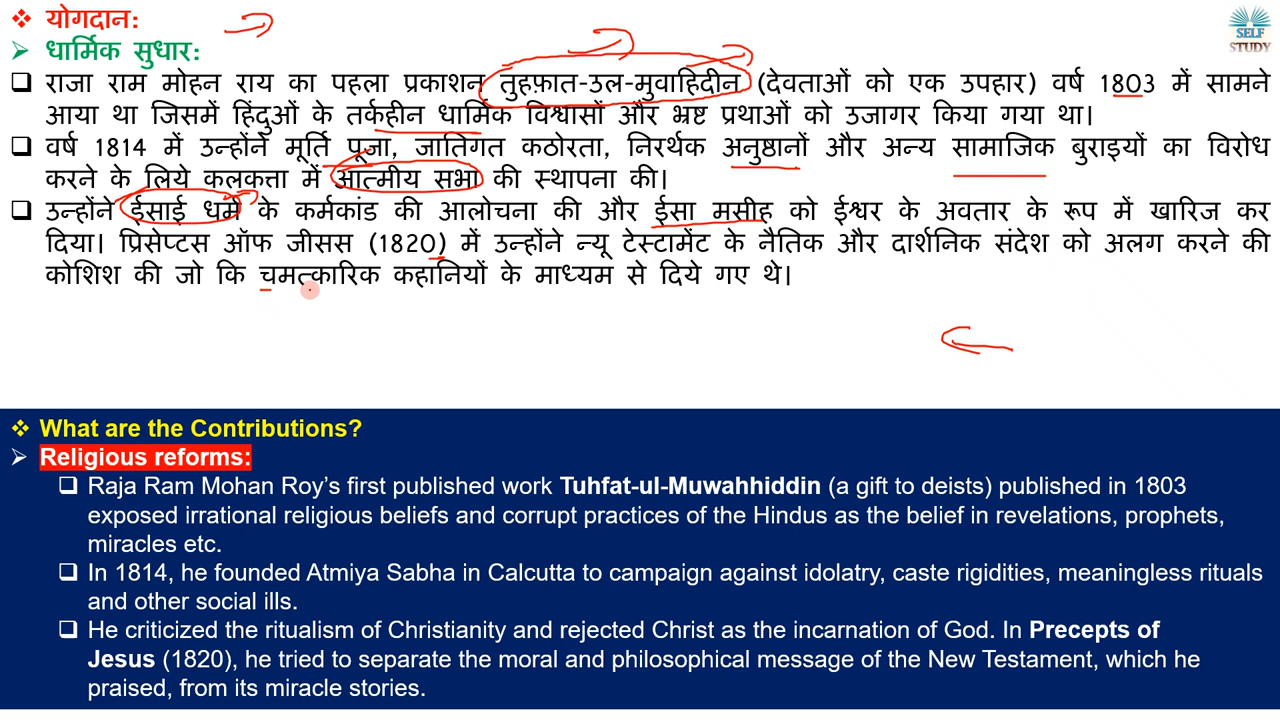 ❖ योगदान:
SELF
STUDY
➢ धार्मिक सुधार:
❑ राजा राम मोहन राय का पहला प्रकाशन तुहफ़ात-उल-मुवाहिदीन (देवताओं को एक उपहार) वर्ष 1803 में सामने
आया था जिसमें हिंदुओं के तर्कहीन धार्मिक विश्वासों और भ्रष्ट प्रथाओं को उजागर किया गया था।
❑ वर्ष 1814 में उन्होंने मूर्ति पूजा, जातिगत कठोरता, निरर्थक अनुष्ठानों और अन्य सामाजिक बुराइयों का विरोध
करने के लिये कलकत्ता में आत्मीय सभा की स्थापना की।
❑ उन्होंने ईसाई धर्म के कर्मकांड की आलोचना की और ईसा मसीह को ईश्वर के अवतार के रूप में खारिज कर
दिया। प्रिसेप्टस ऑफ जीसस (1820) में उन्होंने न्यू टेस्टामेंट के नैतिक और दार्शनिक संदेश को अलग करने की
कोशिश की जो कि चमत्कारिक कहानियों के माध्यम से दिये गए थे।
❖ What are the Contributions?
➢ Religious reforms:
❑ Raja Ram Mohan Roy’s first published work Tuhfat-ul-Muwahhiddin (a gift to deists) published in 1803
exposed irrational religious beliefs and corrupt practices of the Hindus as the belief in revelations, prophets,
miracles etc.
❑ In 1814, he founded Atmiya Sabha in Calcutta to campaign against idolatry, caste rigidities, meaningless rituals
and other social ills.
❑ He criticized the ritualism of Christianity and rejected Christ as the incarnation of God. In Precepts of
Jesus (1820), he tried to separate the moral and philosophical message of the New Testament, which he
praised, from its miracle stories.